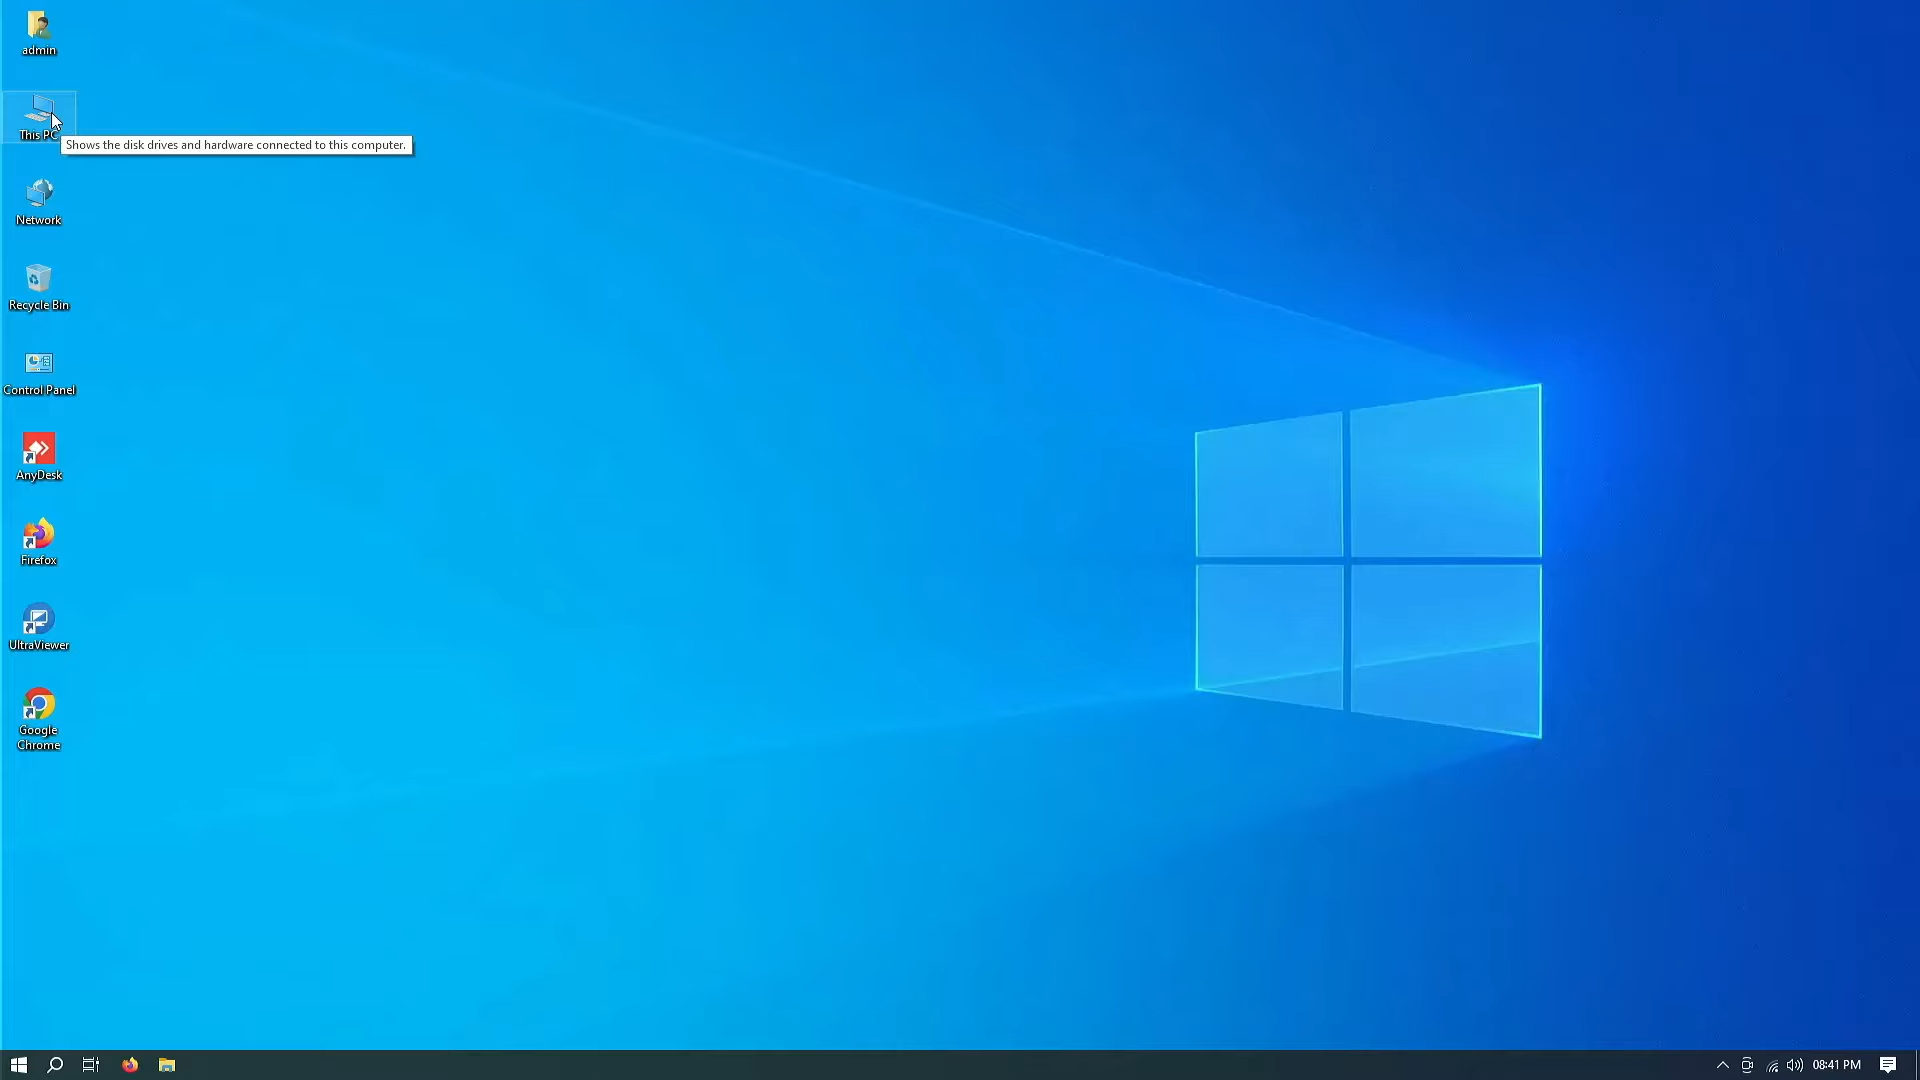 admin
This PC
Shows the disk drives and hardware connected to this computer.
Network
Recycle Bin
Control Panel
AnyDesk
Firefox
UltraViewer
Google
Chrome
08:41 PM